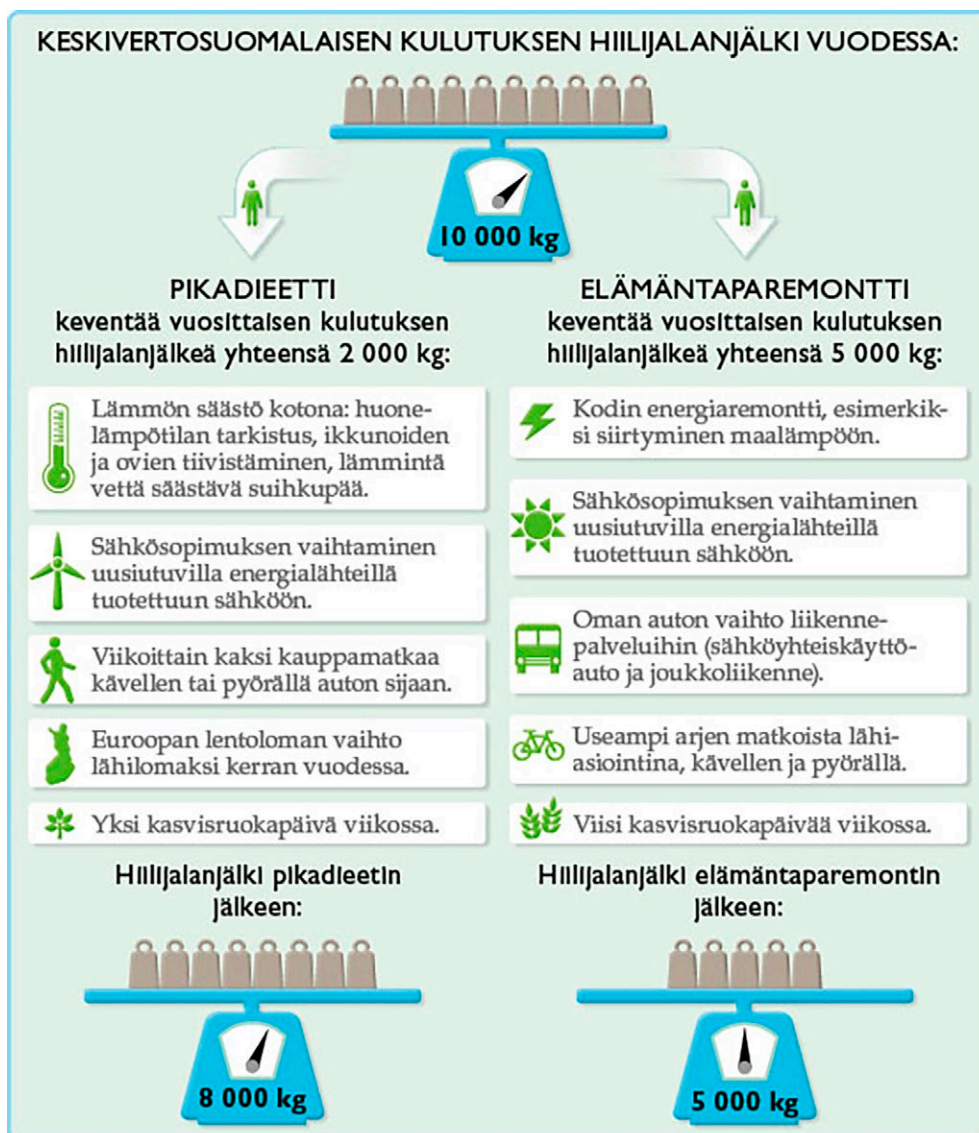 KESKIVERTOSUOMALAISEN KULUTUKSEN HIILIJALANJÄLKI VUODESSA:
10 000 kg
PIKADIEETTI
keventää vuosittaisen kulutuksen
hiilijalanjälkeä yhteensä 2 000 kg:
Lämmön säästö kotona: huone-
lämpötilan tarkistus, ikkunoiden
ja ovien tiivistäminen, lämmintä
vettä säästävä suihkupää.
Sähkösopimuksen vaihtaminen
uusiutuvilla energialähteillä
tuotettuun sähköön.
Viikoittain kaksi kauppamatkaa
kävellen tai pyörällä auton sijaan.
Euroopan lentoloman vaihto
lähilomaksi kerran vuodessa.
Yksi kasvisruokapäivä viikossa.
Hiilijalanjälki pikadieetin
jälkeen:
8 000 kg
ELÄMÄNTAPAREMONTTI
keventää vuosittaisen kulutuksen
hiilijalanjälkeä yhteensä 5 000 kg:
Kodin energiaremontti, esimerkik-
si siirtyminen maalämpöön.
Sähkösopimuksen vaihtaminen
uusiutuvilla energialähteillä
tuotettuun sähköön.
Oman auton vaihto liikenne-
palveluihin (sähköyhteiskäyttö-
auto ja joukkoliikenne).
Useampi arjen matkoista lähi-
asiointina, kävellen ja pyörällä.
Viisi kasvisruokapäivää viikossa.
Hiilijalanjälki elämäntaparemontin
jälkeen:
5 000 kg